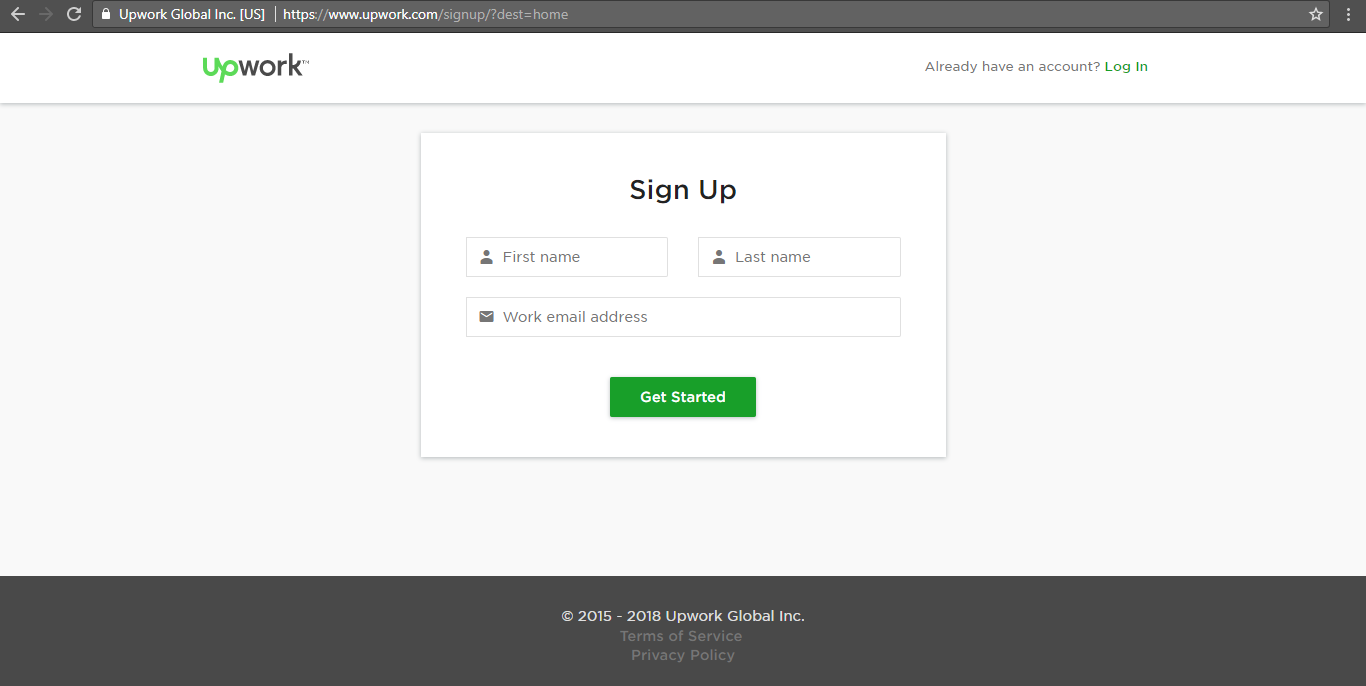 Upwork Global Inc. [US] https://www.upwork.com/signup/?dest=home
Upwork™
Already have an account? Log In
Sign Up
First name
Last name
Work email address
Get Started
© 2015 - 2018 Upwork Global Inc.
Terms of Service
Privacy Policy